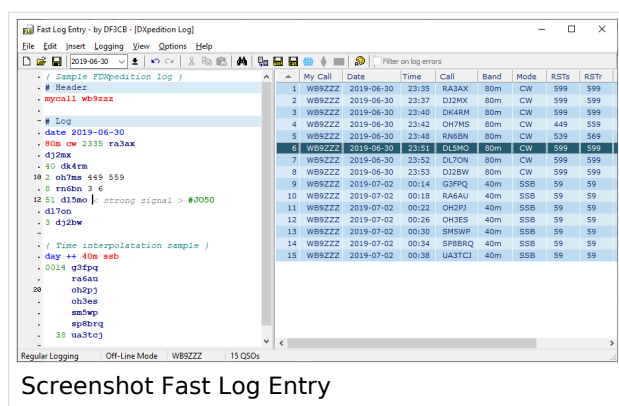 Fast Log Entry - by DF3CB - [DXpedition Log]
File Edit Insert Logging View Options Help
2019-06-30 Filter on log errors
{ Sample FDXpedition log }
# Header
mycall wb9zzz
# Log
date 2019-06-30
80m cw 2335 ra3ax
dj2mx
40 dk4rm
10 2 oh7ms 449 559
8 rn6bn 3 6
12 51 dl5mo < strong signal > #JO50
dl7on
3 dj2bw
{ Time interpolatation sample }
day ++ 40m ssb
0014 g3fpq
ra6au
20 oh2pj
oh3es
sm5wp
sp8brq
38 ua3tcj
My Call Date Time Call Band Mode RSTs RSTr
1 WB9ZZZ 2019-06-30 23:35 RA3AX 80m CW 599 599
2 WB9ZZZ 2019-06-30 23:37 DJ2MX 80m CW 599 599
3 WB9ZZZ 2019-06-30 23:40 DK4RM 80m CW 599 599
4 WB9ZZZ 2019-06-30 23:42 OH7MS 80m CW 449 559
5 WB9ZZZ 2019-06-30 23:48 RN6BN 80m CW 539 569
6 WB9ZZZ 2019-06-30 23:51 DL5MO 80m CW 599 599
7 WB9ZZZ 2019-06-30 23:52 DL7ON 80m CW 599 599
8 WB9ZZZ 2019-06-30 23:53 DJ2BW 80m CW 599 599
9 WB9ZZZ 2019-07-02 00:14 G3FPQ 40m SSB 59 59
10 WB9ZZZ 2019-07-02 00:18 RA6AU 40m SSB 59 59
11 WB9ZZZ 2019-07-02 00:22 OH2PJ 40m SSB 59 59
12 WB9ZZZ 2019-07-02 00:26 OH3ES 40m SSB 59 59
13 WB9ZZZ 2019-07-02 00:30 SM5WP 40m SSB 59 59
14 WB9ZZZ 2019-07-02 00:34 SP8BRQ 40m SSB 59 59
15 WB9ZZZ 2019-07-02 00:38 UA3TCJ 40m SSB 59 59
Regular Logging Off-Line Mode WB9ZZZ 15 QSOs
Screenshot Fast Log Entry